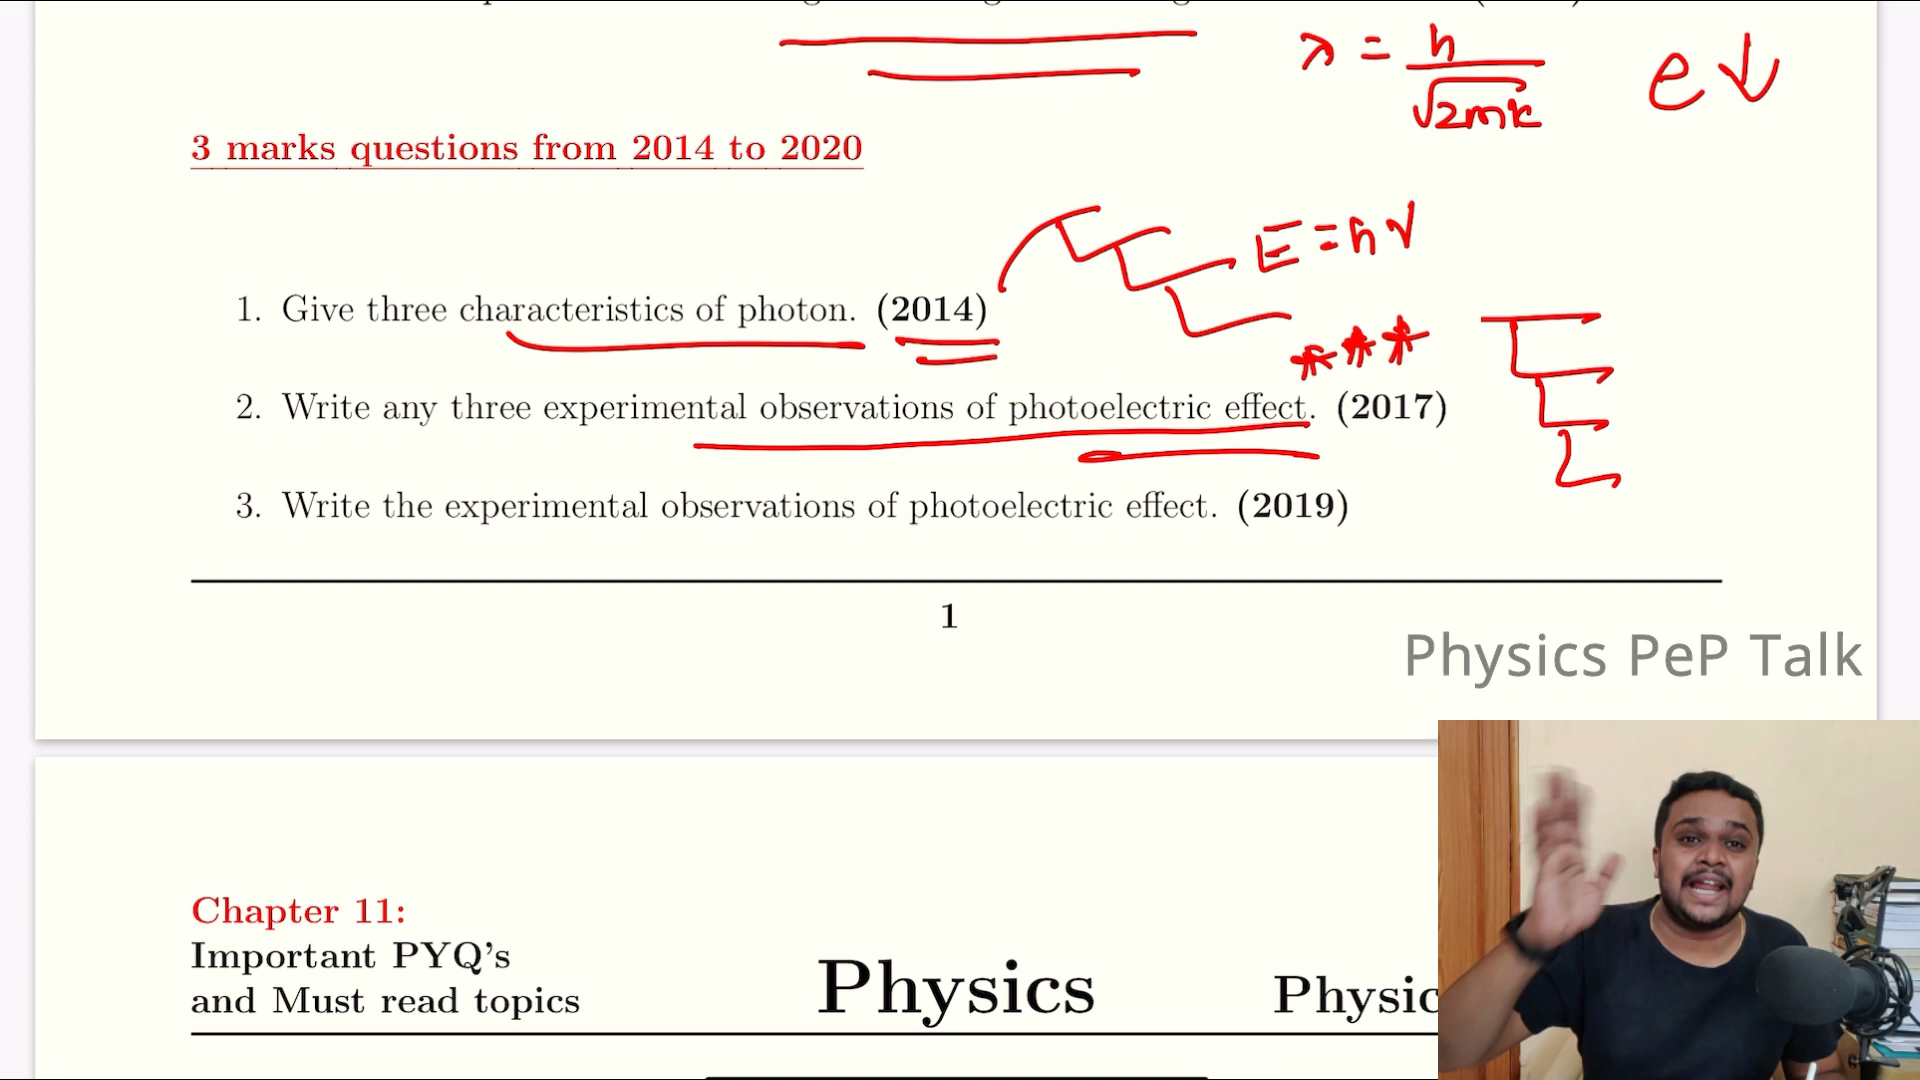 λ = h / √2mk e ↓
3 marks questions from 2014 to 2020
E = hν
1. Give three characteristics of photon. (2014)
***
2. Write any three experimental observations of photoelectric effect. (2017)
3. Write the experimental observations of photoelectric effect. (2019)
1
Physics PeP Talk
Chapter 11:
Important PYQ's
and Must read topics
Physics
Physic